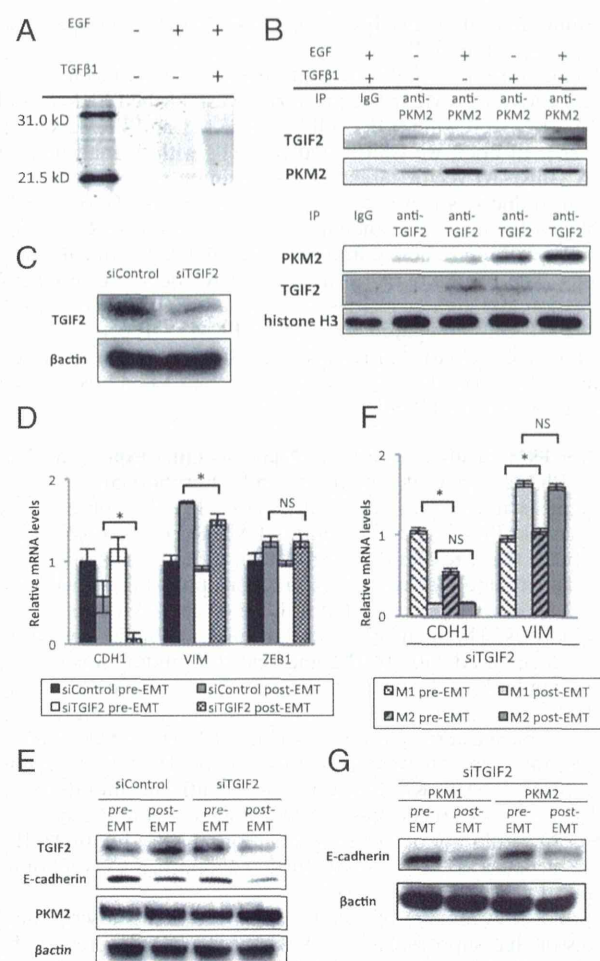 A
EGF - + +
TGFβ1 - - +
31.0 kD
21.5 kD
B
EGF + - + - +
TGFβ1 + - - + +
IP IgG anti-PKM2 anti-PKM2 anti-PKM2 anti-PKM2
TGIF2
PKM2
IP IgG anti-TGIF2 anti-TGIF2 anti-TGIF2 anti-TGIF2
PKM2
TGIF2
histone H3
C
siControl siTGIF2
TGIF2
βactin
D
Relative mRNA levels
2
1
0
* * NS
CDH1 VIM ZEB1
siControl pre-EMT siControl post-EMT
siTGIF2 pre-EMT siTGIF2 post-EMT
F
Relative mRNA levels
2
1
0
* NS * NS
CDH1 VIM
siTGIF2
M1 pre-EMT M1 post-EMT
M2 pre-EMT M2 post-EMT
E
siControl siTGIF2
pre-EMT post-EMT pre-EMT post-EMT
TGIF2
E-cadherin
PKM2
βactin
G
siTGIF2
PKM1 PKM2
pre-EMT post-EMT pre-EMT post-EMT
E-cadherin
βactin